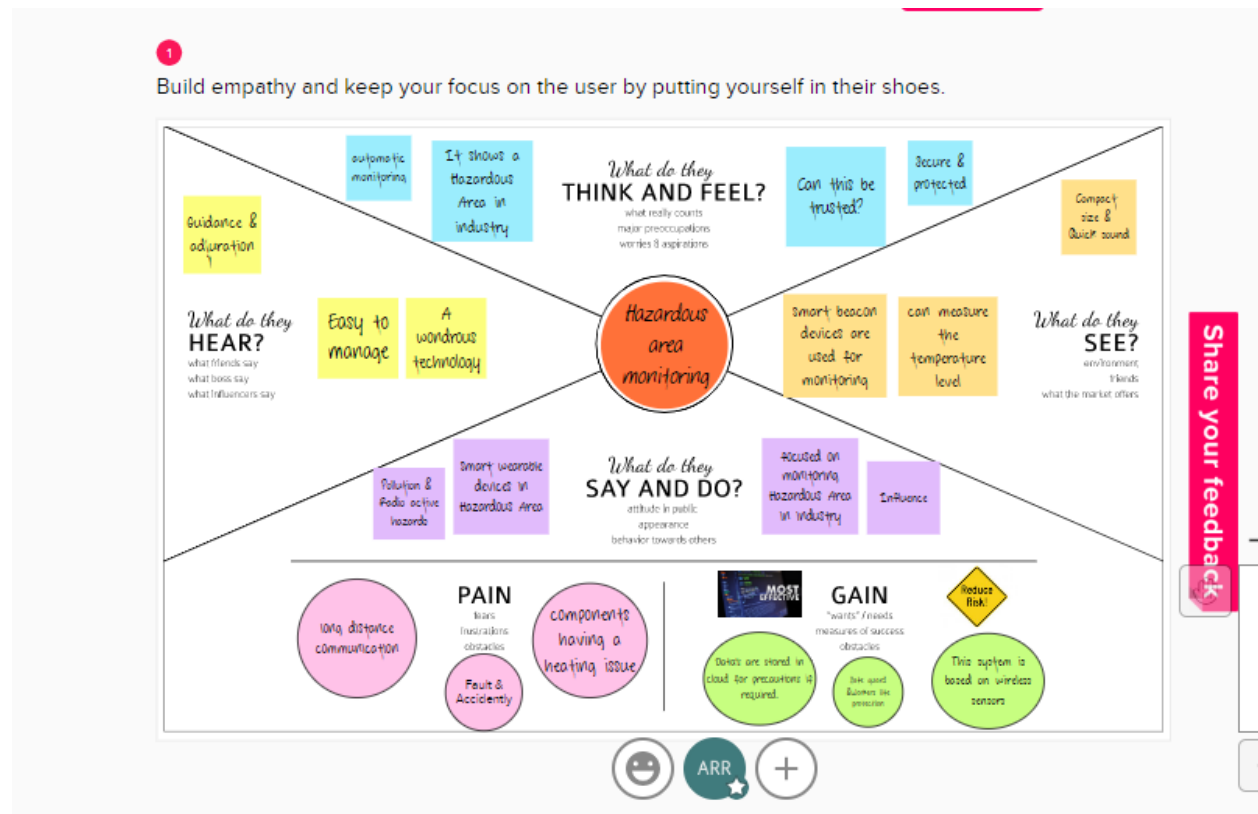 1
Build empathy and keep your focus on the user by putting yourself in their shoes.
automatic
monitoring
It shows a
Hazardous
Area in
industry
What do they
THINK AND FEEL?
what really counts
major preoccupations
worries & aspirations
Can this be
trusted?
Secure &
protected
Guidance &
adjuration
Compact
size &
Quick sound
What do they
HEAR?
what friends say
what boss say
what influencers say
Easy to
manage
A
wondrous
technology
Hazardous
area
monitoring
Smart beacon
devices are
used for
monitoring
can measure
the
temperature
level
What do they
SEE?
environment
friends
what the market offers
Pollution &
Radio active
hazards
Smart wearable
devices in
Hazardous Area
What do they
SAY AND DO?
attitude in public
appearance
behavior towards others
focused on
monitoring
Hazardous Area
in industry
Influence
long distance
communication
PAIN
fears
frustrations
obstacles
Fault &
Accidently
components
having a
heating issue
MOST
EFFECTIVE
GAIN
"wants" / needs
measures of success
obstacles
Reduce
Risk!
Data's are stored in
cloud for precautions if
required.
protection
This system is
based on wireless
sensors
Share your feedback
ARR